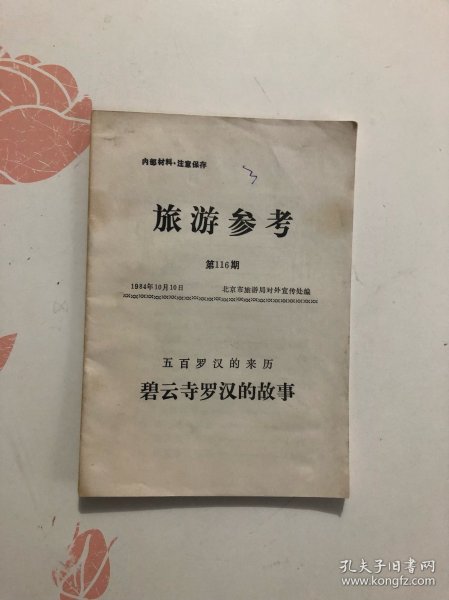 内部材料·注意保存
3
旅游参考
第116期
1984年10月10日 北京市旅游局对外宣传处编
五百罗汉的来历
碧云寺罗汉的故事
孔夫子旧书网
www.kongfz.com